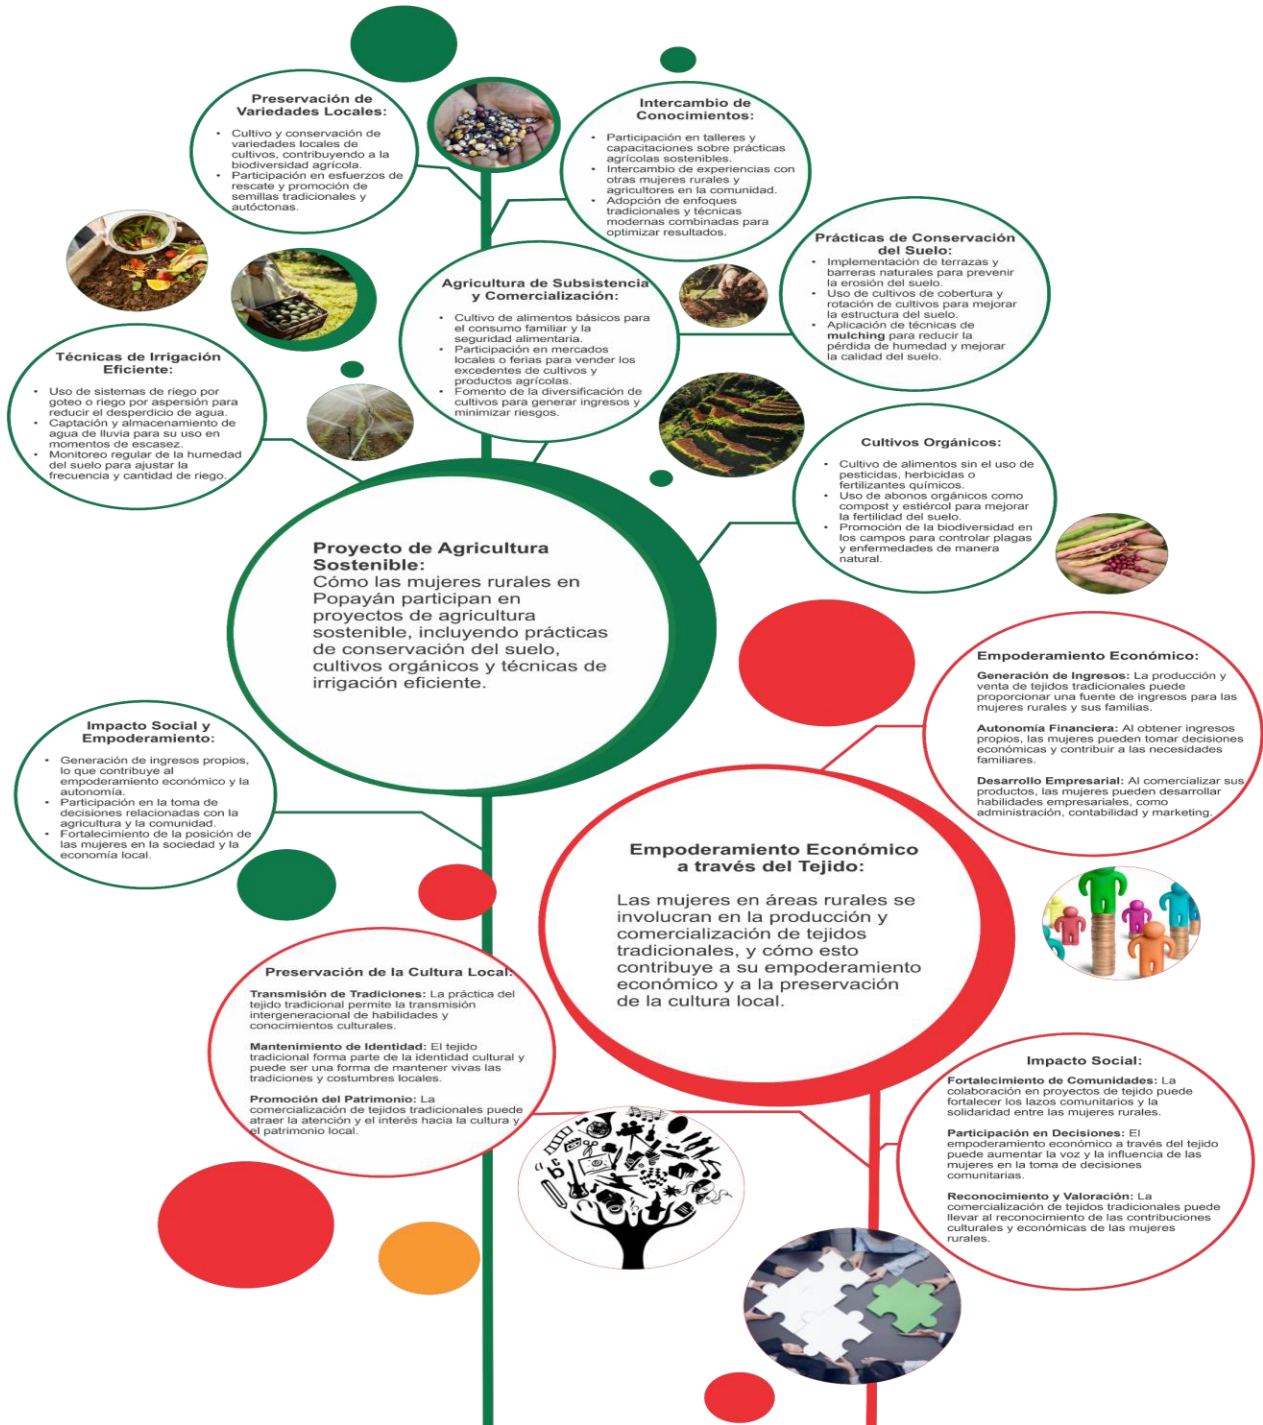 Preservación de
Variedades Locales:
• Cultivo y conservación de
variedades locales de
cultivos, contribuyendo a la
biodiversidad agrícola.
• Participación en esfuerzos de
rescate y promoción de
semillas tradicionales y
autóctonas.
Intercambio de
Conocimientos:
• Participación en talleres y
capacitaciones sobre prácticas
agrícolas sostenibles.
• Intercambio de experiencias con
otras mujeres rurales y
agricultores en la comunidad.
• Adopción de enfoques
tradicionales y técnicas
modernas combinadas para
optimizar resultados.
Prácticas de Conservación
del Suelo:
• Implementación de terrazas y
barreras naturales para prevenir
la erosión del suelo.
• Uso de cultivos de cobertura y
rotación de cultivos para mejorar
la estructura del suelo.
• Aplicación de técnicas de
mulching para reducir la
pérdida de humedad y mejorar
la calidad del suelo.
Agricultura de Subsistencia
y Comercialización:
• Cultivo de alimentos básicos para
el consumo familiar y la
seguridad alimentaria.
• Participación en mercados
locales o ferias para vender los
excedentes de cultivos y
productos agrícolas.
• Fomento de la diversificación de
cultivos para generar ingresos y
minimizar riesgos.
Técnicas de Irrigación
Eficiente:
• Uso de sistemas de riego por
goteo o riego por aspersión para
reducir el desperdicio de agua.
• Captación y almacenamiento de
agua de lluvia para su uso en
momentos de escasez.
• Monitoreo regular de la humedad
del suelo para ajustar la
frecuencia y cantidad de riego.
Cultivos Orgánicos:
• Cultivo de alimentos sin el uso de
pesticidas, herbicidas o
fertilizantes químicos.
• Uso de abonos orgánicos como
compost y estiércol para mejorar
la fertilidad del suelo.
• Promoción de la biodiversidad en
los campos para controlar plagas
y enfermedades de manera
natural.
Proyecto de Agricultura
Sostenible:
Cómo las mujeres rurales en
Popayán participan en
proyectos de agricultura
sostenible, incluyendo prácticas
de conservación del suelo,
cultivos orgánicos y técnicas de
irrigación eficiente.
Impacto Social y
Empoderamiento:
• Generación de ingresos propios,
lo que contribuye al
empoderamiento económico y la
autonomía.
• Participación en la toma de
decisiones relacionadas con la
agricultura y la comunidad.
• Fortalecimiento de la posición de
las mujeres en la sociedad y la
economía local.
Empoderamiento Económico:
Generación de Ingresos: La producción y
venta de tejidos tradicionales puede
proporcionar una fuente de ingresos para las
mujeres rurales y sus familias.
Autonomía Financiera: Al obtener ingresos
propios, las mujeres pueden tomar decisiones
económicas y contribuir a las necesidades
familiares.
Desarrollo Empresarial: Al comercializar sus
productos, las mujeres pueden desarrollar
habilidades empresariales, como
administración, contabilidad y marketing.
Empoderamiento Económico
a través del Tejido:
Las mujeres en áreas rurales se
involucran en la producción y
comercialización de tejidos
tradicionales, y cómo esto
contribuye a su empoderamiento
económico y a la preservación
de la cultura local.
Preservación de la Cultura Local:
Transmisión de Tradiciones: La práctica del
tejido tradicional permite la transmisión
intergeneracional de habilidades y
conocimientos culturales.
Mantenimiento de Identidad: El tejido
tradicional forma parte de la identidad cultural y
puede ser una forma de mantener vivas las
tradiciones y costumbres locales.
Promoción del Patrimonio: La
comercialización de tejidos tradicionales puede
atraer la atención y el interés hacia la cultura y
el patrimonio local.
Impacto Social:
Fortalecimiento de Comunidades: La
colaboración en proyectos de tejido puede
fortalecer los lazos comunitarios y la
solidaridad entre las mujeres rurales.
Participación en Decisiones: El
empoderamiento económico a través del tejido
puede aumentar la voz y la influencia de las
mujeres en la toma de decisiones
comunitarias.
Reconocimiento y Valoración: La
comercialización de tejidos tradicionales puede
llevar al reconocimiento de las contribuciones
culturales y económicas de las mujeres
rurales.